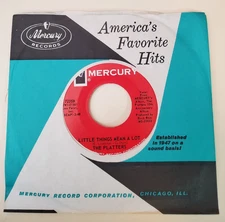 Mercury
RECORDS
America's
Favorite
Hits
MERCURY
LITTLE THINGS MEAN A LOT
THE PLATTERS
Established
in 1947 on a
sound basis!
MERCURY RECORD CORPORATION, CHICAGO, ILL.